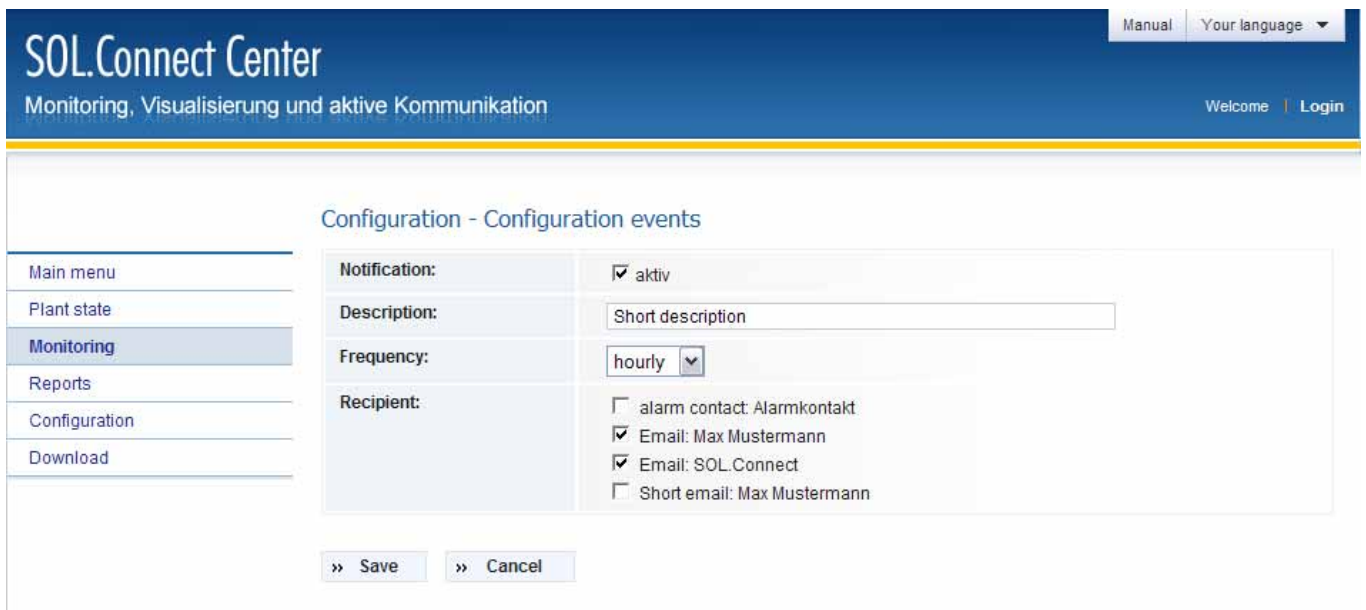 Manual Your language
SOL.Connect Center
Monitoring, Visualisierung und aktive Kommunikation
Welcome | Login
Configuration - Configuration events
Main menu
Plant state
Monitoring
Reports
Configuration
Download
Notification: aktiv
Description: Short description
Frequency: hourly
Recipient: alarm contact: Alarmkontakt
Email: Max Mustermann
Email: SOL.Connect
Short email: Max Mustermann
» Save » Cancel